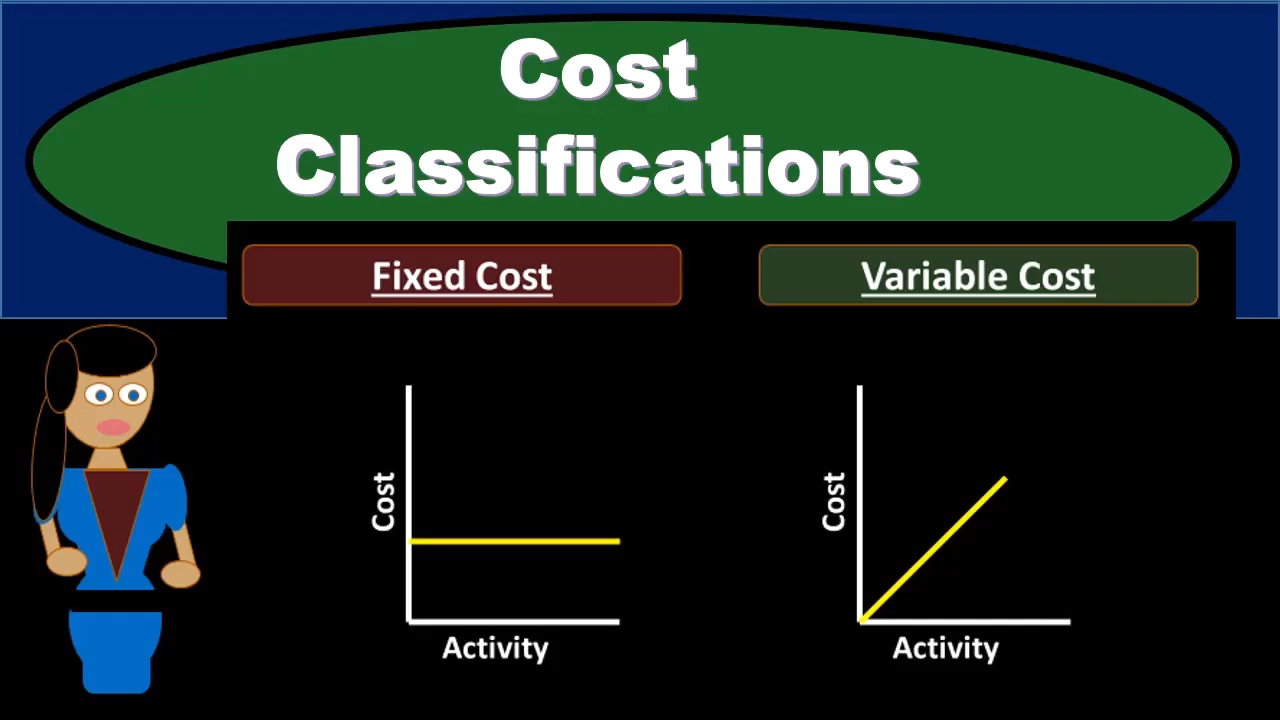 Cost
Classifications
Fixed Cost
Variable Cost
Cost
Activity
Cost
Activity